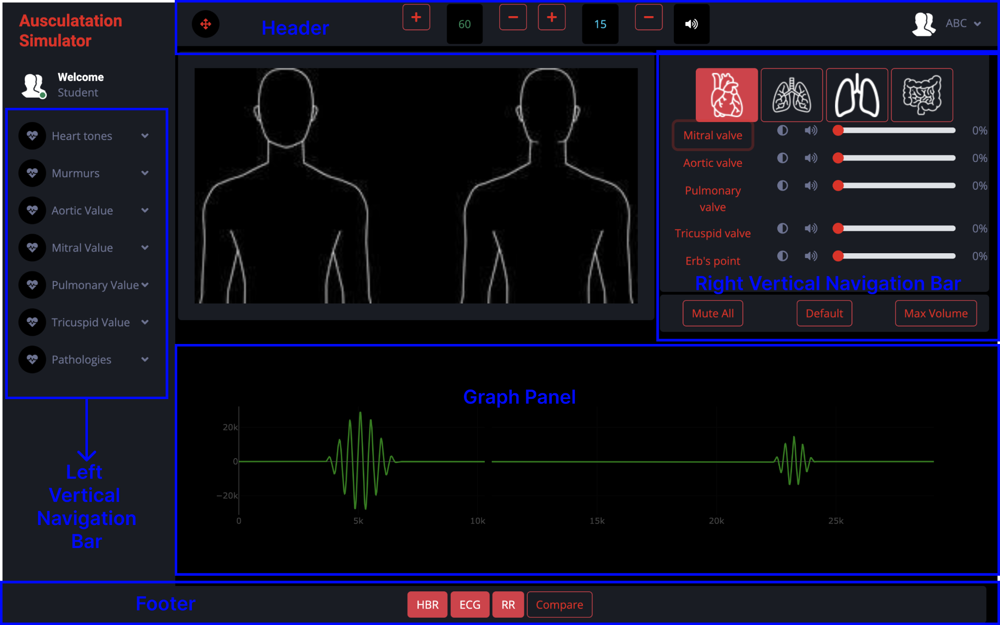 Ausculatation
Simulator
Welcome
Student
Heart tones
Murmurs
Aortic Value
Mitral Value
Pulmonary Value
Tricuspid Value
Pathologies
Left
Vertical
Navigation
Bar
Header
+ 60 − + 15 −
ABC
Mitral valve 0%
Aortic valve 0%
Pulmonary
valve 0%
Tricuspid valve 0%
Erb's point 0%
Right Vertical Navigation Bar
Mute All Default Max Volume
Graph Panel
20k
0
−20k
0 5k 10k 15k 20k 25k
Footer
HBR ECG RR Compare